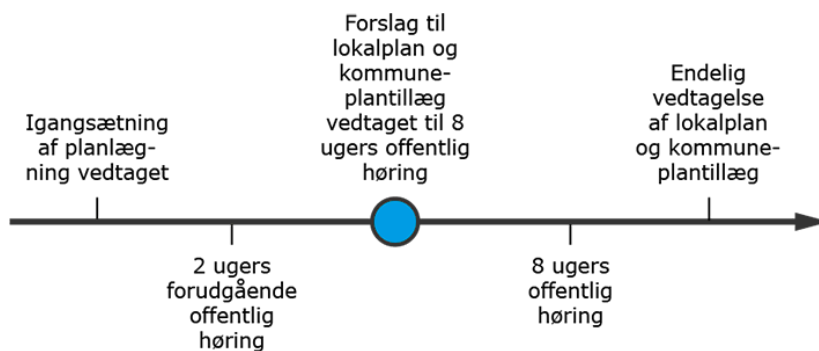 Igangsætning
af planlæg-
ning vedtaget
2 ugers
forudgående
offentlig
høring
Forslag til
lokalplan og
kommune-
plantillæg
vedtaget til 8
ugers offentlig
høring
8 ugers
offentlig
høring
Endelig
vedtagelse
af lokalplan
og kommune-
plantillæg